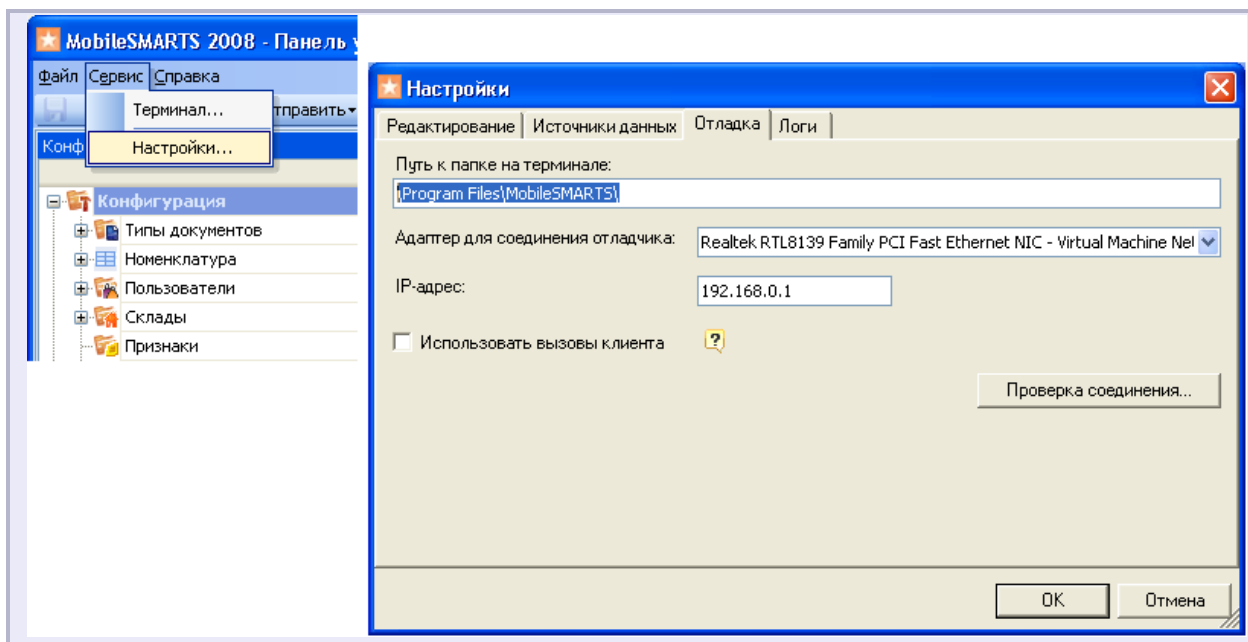 MobileSMARTS 2008 - Панель
Файл Сервис Справка
Терминал...
тправить
Настройки...
Конф
Конфигурация
Типы документов
Номенклатура
Пользователи
Склады
Признаки
Настройки
Редактирование Источники данных Отладка Логи
Путь к папке на терминале:
\Program Files\MobileSMARTS\
Адаптер для соединения отладчика:
Realtek RTL8139 Family PCI Fast Ethernet NIC - Virtual Machine Net
IP-адрес:
192.168.0.1
Использовать вызовы клиента
?
Проверка соединения...
OK
Отмена